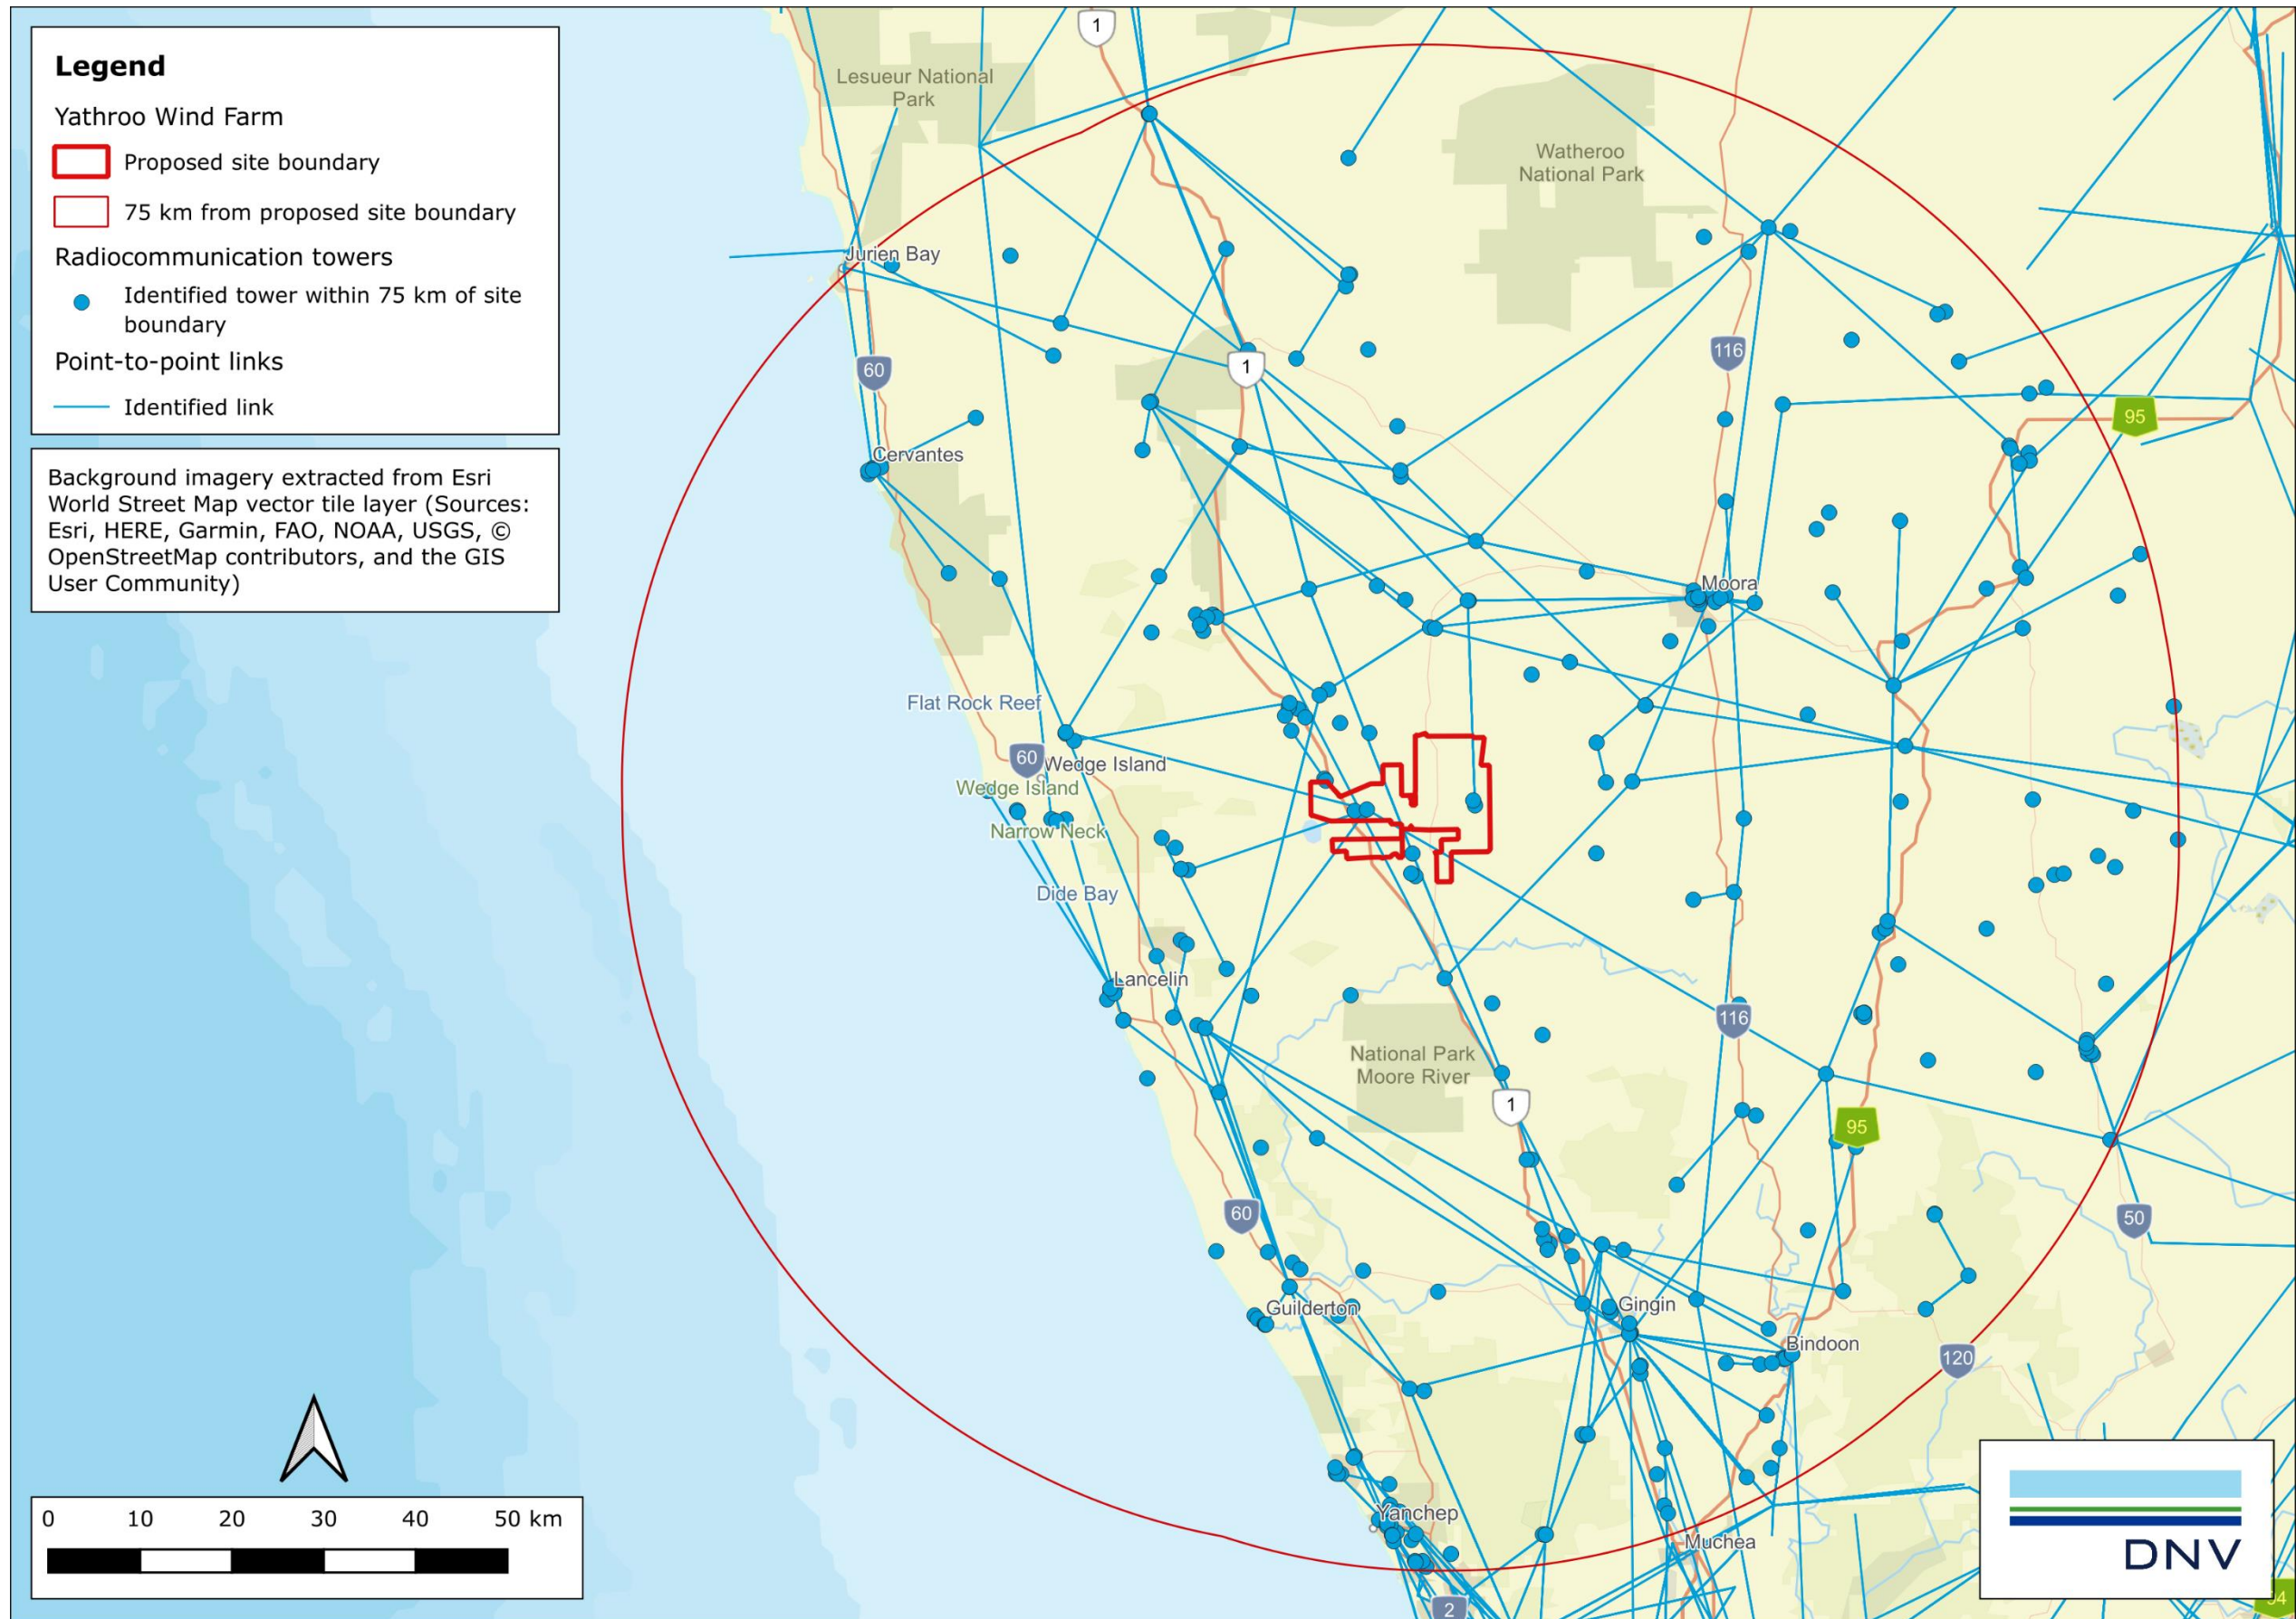 Legend
Yathroo Wind Farm
Proposed site boundary
75 km from proposed site boundary
Radiocommunication towers
Identified tower within 75 km of site
boundary
Point-to-point links
Identified link
Background imagery extracted from Esri
World Street Map vector tile layer (Sources:
Esri, HERE, Garmin, FAO, NOAA, USGS, ©
OpenStreetMap contributors, and the GIS
User Community)
1
Lesueur National
Park
Watheroo
National Park
Jurien Bay
116
1
60
95
Cervantes
Moora
Flat Rock Reef
60
Wedge Island
Wedge Island
Narrow Neck
Dide Bay
Lancelin
116
National Park
Moore River
1
95
60
50
Guilderton
Gingin
Bindoon
120
Yanchep
Muchea
2
94
0 10 20 30 40 50 km
DNV